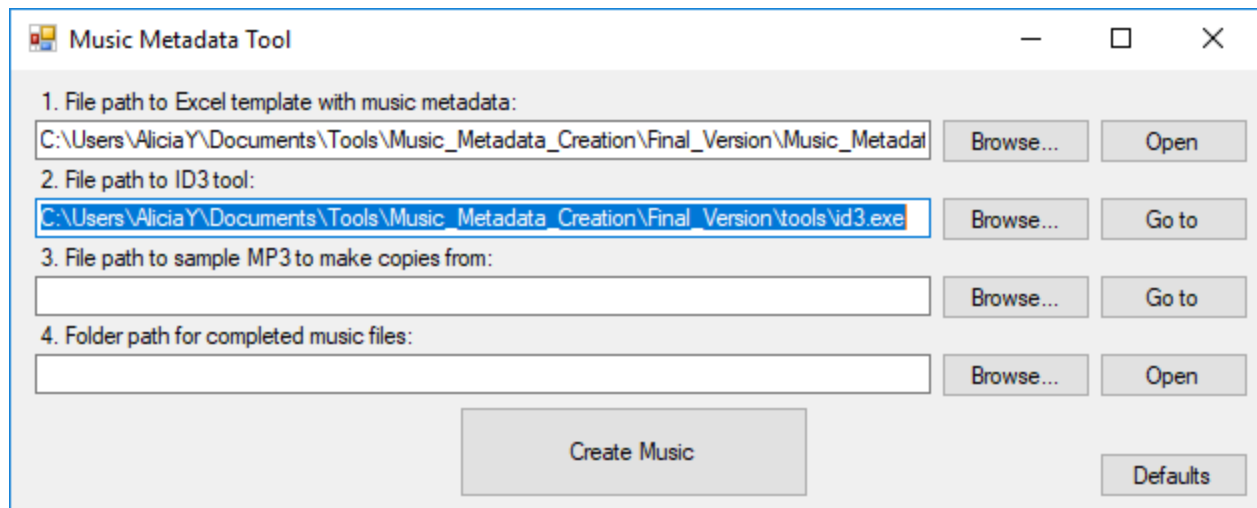 Music Metadata Tool
1. File path to Excel template with music metadata:
C:\Users\AliciaY\Documents\Tools\Music_Metadata_Creation\Final_Version\Music_Metadat Browse... Open
2. File path to ID3 tool:
C:\Users\AliciaY\Documents\Tools\Music_Metadata_Creation\Final_Version\tools\id3.exe Browse... Go to
3. File path to sample MP3 to make copies from:
Browse... Go to
4. Folder path for completed music files:
Browse... Open
Create Music
Defaults